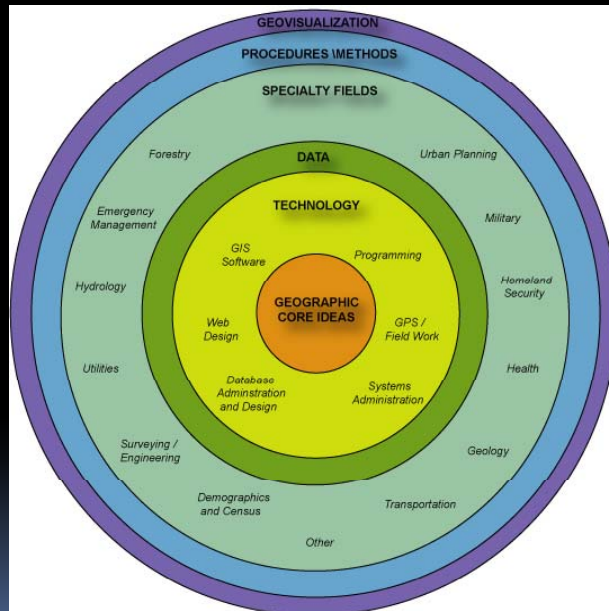 GEOVISUALIZATION
PROCEDURES \METHODS
SPECIALTY FIELDS
Forestry
Urban Planning
DATA
TECHNOLOGY
Emergency
Management
Military
GIS
Software
Programming
Hydrology
Homeland
Security
GEOGRAPHIC
CORE IDEAS
Web
Design
GPS /
Field Work
Utilities
Health
Database
Adminstration
and Design
Systems
Administration
Surveying /
Engineering
Geology
Demographics
and Census
Transportation
Other